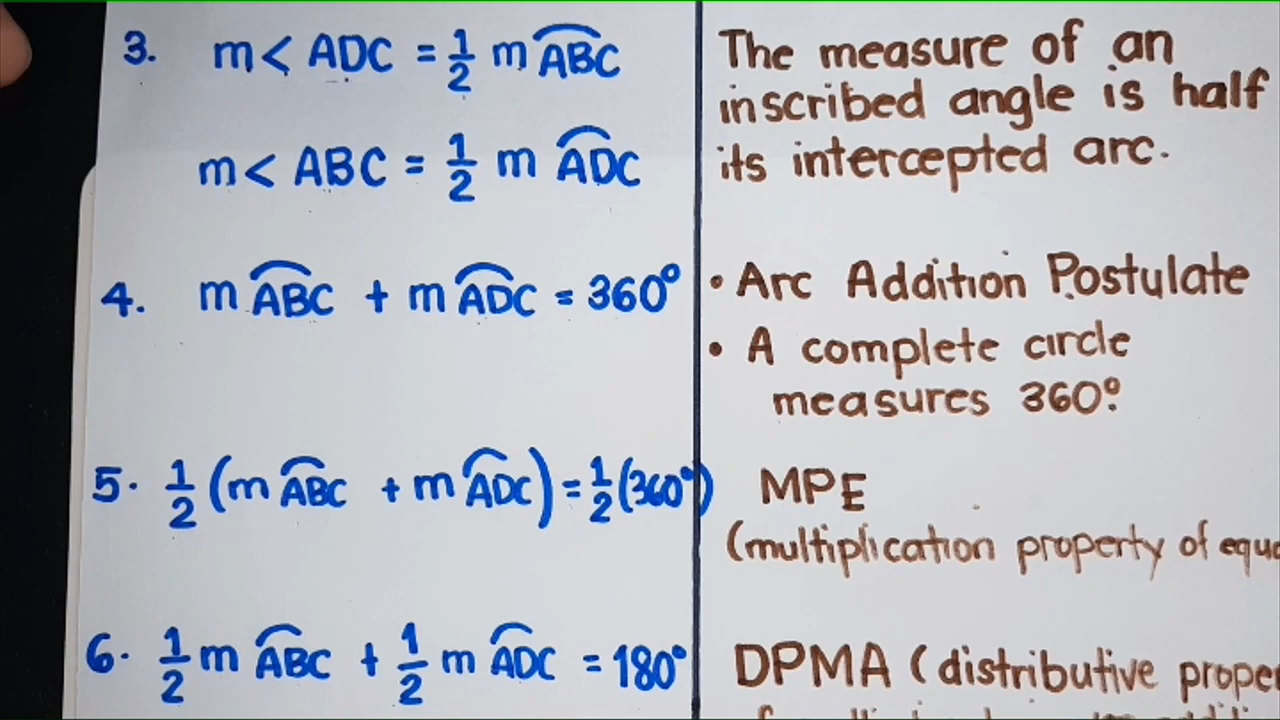 3. m< ADC = 1/2 m ABC
The measure of an
inscribed angle is half
its intercepted arc.
m< ABC = 1/2 m ADC
4. m ABC + m ADC = 360°
• Arc Addition Postulate
• A complete circle
measures 360°.
5. 1/2 (m ABC + m ADC) = 1/2 (360°)
MPE
(multiplication property of equa
6. 1/2 m ABC + 1/2 m ADC = 180°
DPMA (distributive proper